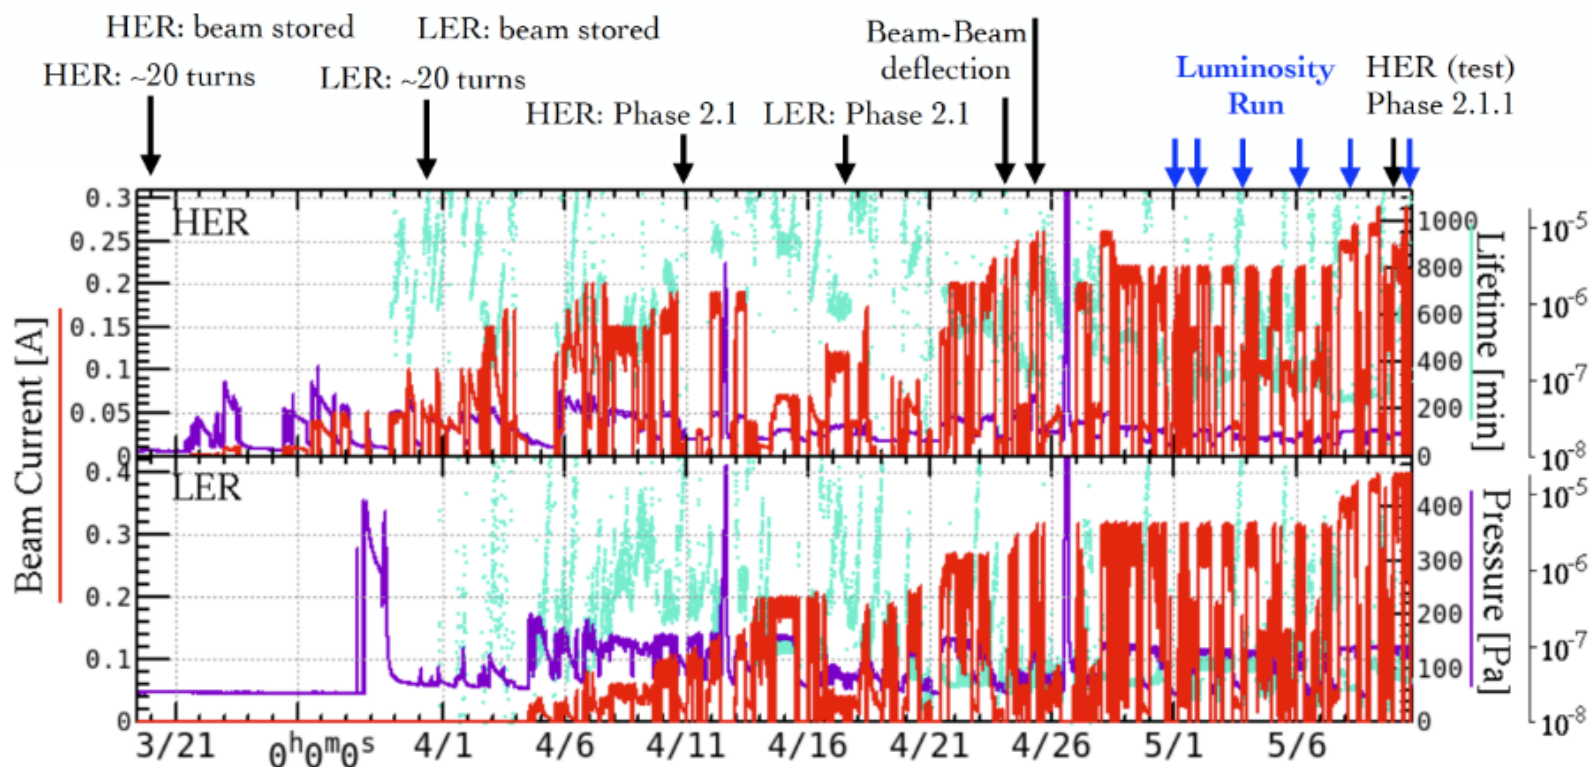 HER: beam stored
LER: beam stored
HER: ~20 turns
LER: ~20 turns
Beam-Beam
deflection
HER: Phase 2.1
LER: Phase 2.1
Luminosity
Run
HER (test)
Phase 2.1.1
HER
0.3
0.25
0.2
0.15
0.1
0.05
0
1000
800
600
400
200
0
10-5
10-6
10-7
10-8
LER
0.4
0.3
0.2
0.1
0
400
300
200
100
0
10-5
10-6
10-7
10-8
Beam Current [A]
Lifetime [min]
Pressure [Pa]
3/21
0h0m0s
4/1
4/6
4/11
4/16
4/21
4/26
5/1
5/6